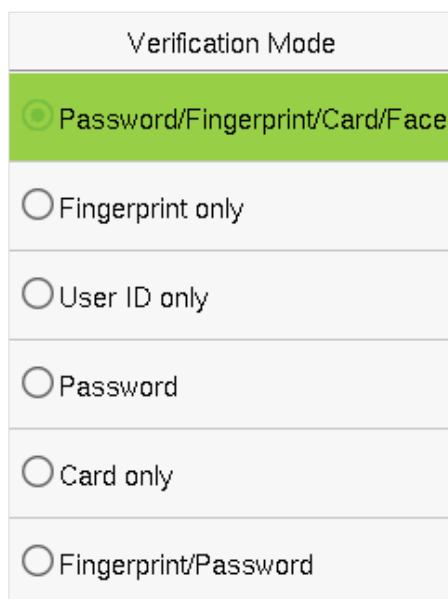 Verification Mode
Password/Fingerprint/Card/Face
Fingerprint only
User ID only
Password
Card only
Fingerprint/Password